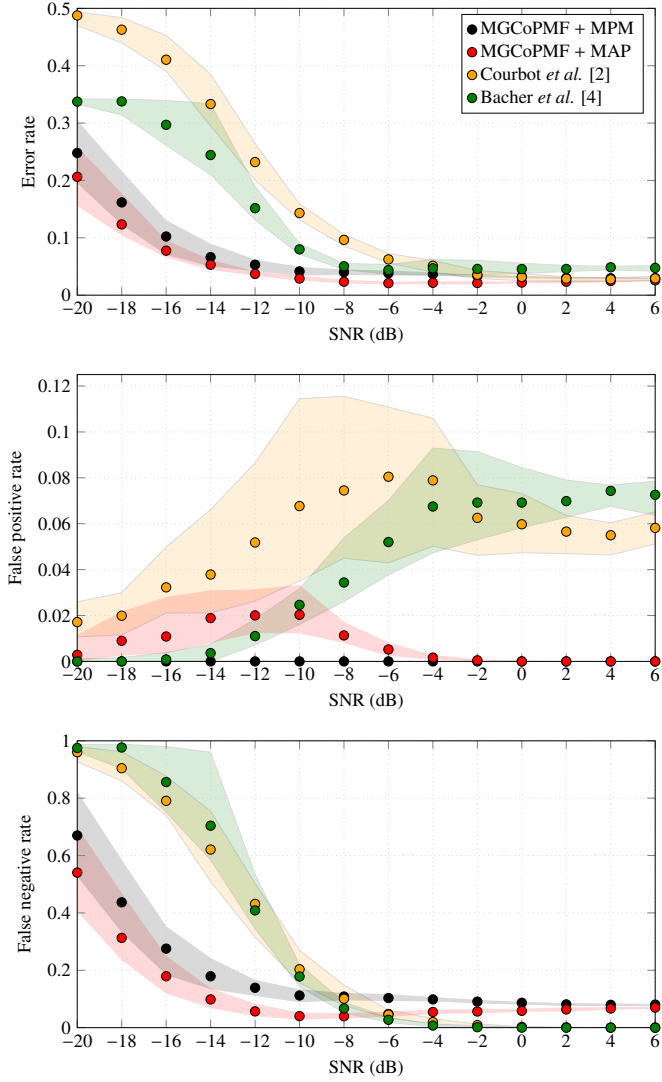 0.5
0.4
0.3
0.2
0.1
0
Error rate
MGCoPMF + MPM
MGCoPMF + MAP
Courbot et al. [2]
Bacher et al. [4]
−20 −18 −16 −14 −12 −10 −8 −6 −4 −2 0 2 4 6
SNR (dB)
0.12
0.1
0.08
0.06
0.04
0.02
0
False positive rate
−20 −18 −16 −14 −12 −10 −8 −6 −4 −2 0 2 4 6
SNR (dB)
1
0.8
0.6
0.4
0.2
0
False negative rate
−20 −18 −16 −14 −12 −10 −8 −6 −4 −2 0 2 4 6
SNR (dB)